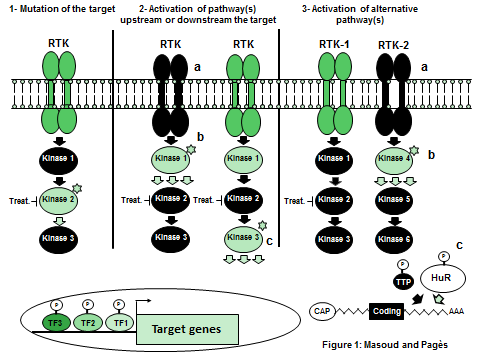 1- Mutation of the target
2- Activation of pathway(s)
upstream or downstream the target
3- Activation of alternative
pathway(s)
RTK
RTK
RTK
RTK-1
RTK-2
a
a
b
b
Kinase 1
Kinase 1
Kinase 1
Kinase 1
Kinase 4
Treat.
Kinase 2
Treat.
Kinase 2
Treat.
Kinase 2
Treat.
Kinase 2
Kinase 5
Kinase 3
Kinase 3
Kinase 3
c
Kinase 3
Kinase 6
c
P
TTP
P
HuR
P
TF3
P
TF2
P
TF1
Target genes
CAP
Coding
AAA
Figure 1: Masoud and Pagès